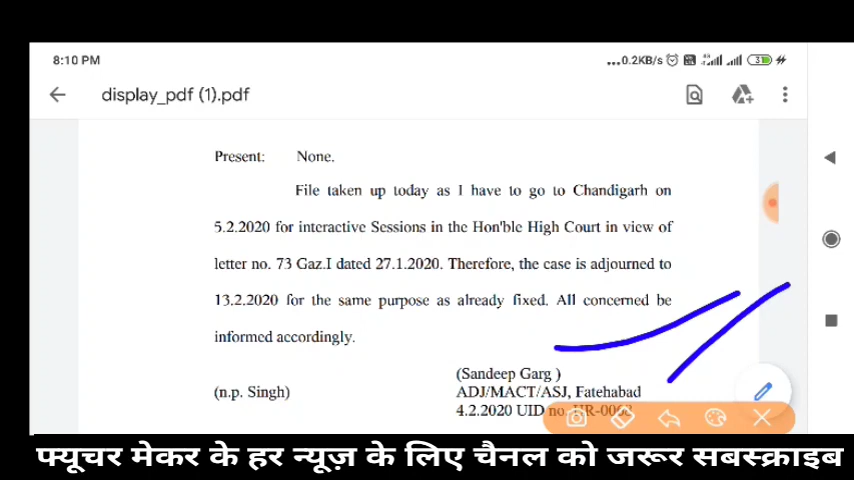 8:10 PM
...0.2KB/s
display_pdf (1).pdf
Present: None.
File taken up today as I have to go to Chandigarh on
5.2.2020 for interactive Sessions in the Hon'ble High Court in view of
letter no. 73 Gaz.I dated 27.1.2020. Therefore, the case is adjourned to
13.2.2020 for the same purpose as already fixed. All concerned be
informed accordingly.
(Sandeep Garg )
(n.p. Singh) ADJ/MACT/ASJ, Fatehabad
4.2.2020 UID no.
फ्यूचर मेकर के हर न्यूज़ के लिए चैनल को जरूर सबस्क्राइब